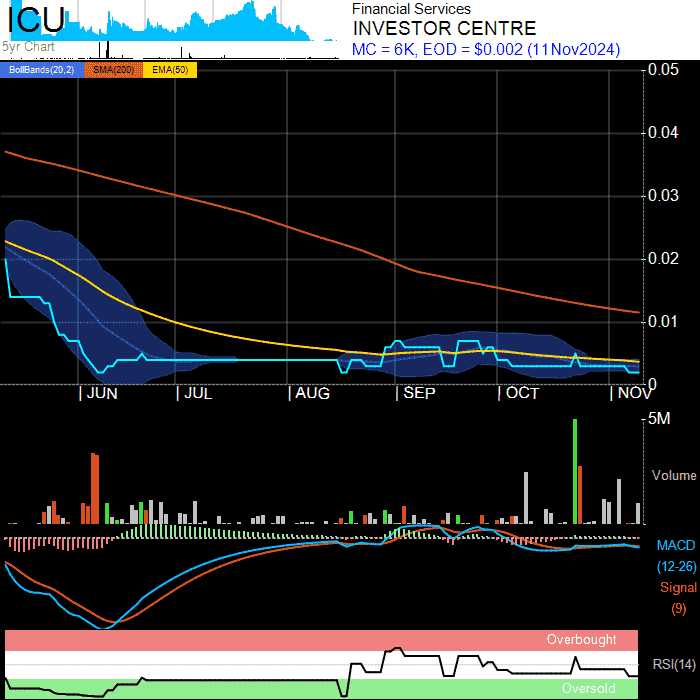 ICU
5yr Chart
Financial Services
INVESTOR CENTRE
MC = 6K, EOD = $0.002 (11Nov2024)
BollBands(20,2) SMA(200) EMA(50)
0.05
0.04
0.03
0.02
0.01
0
JUN JUL AUG SEP OCT NOV
5M
Volume
MACD
(12-26)
Signal
(9)
Overbought
RSI(14)
Oversold